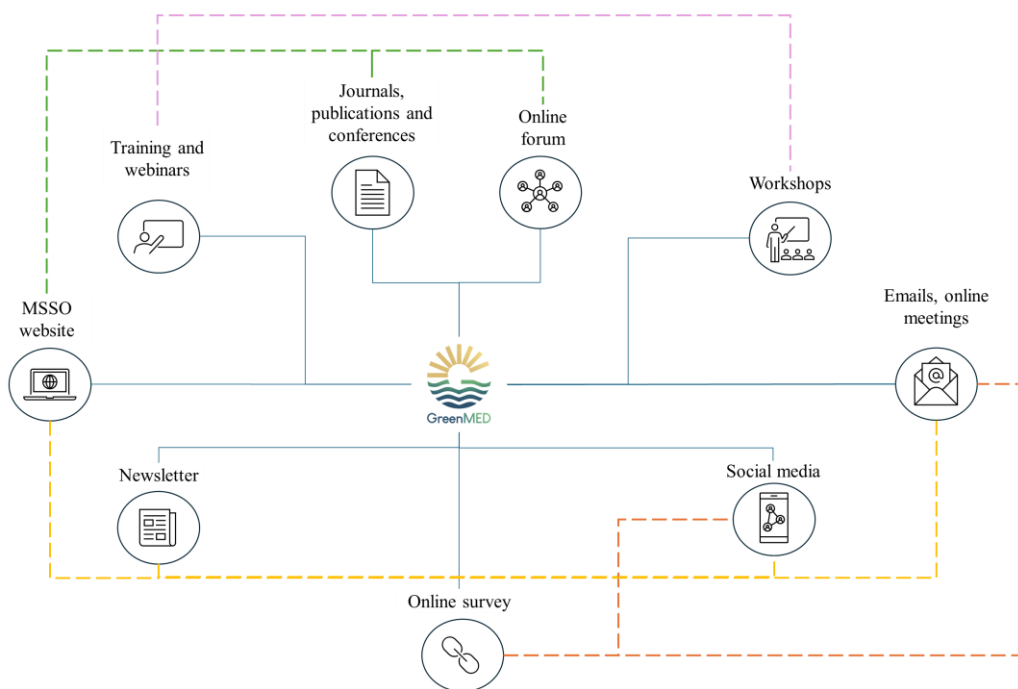 Journals,
publications and
conferences
Online
forum
Training and
webinars
Workshops
MSSO
website
Emails, online
meetings
@
GreenMED
Newsletter
Social media
Online survey